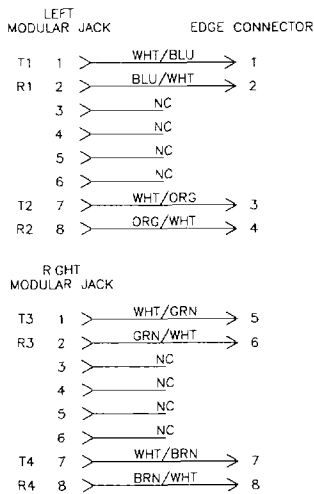 LEFT
MODULAR JACK EDGE CONNECTOR
T1 1 WHT/BLU 1
R1 2 BLU/WHT 2
3 NC
4 NC
5 NC
6 NC
T2 7 WHT/ORG 3
R2 8 ORG/WHT 4
RIGHT
MODULAR JACK
T3 1 WHT/GRN 5
R3 2 GRN/WHT 6
3 NC
4 NC
5 NC
6 NC
T4 7 WHT/BRN 7
R4 8 BRN/WHT 8